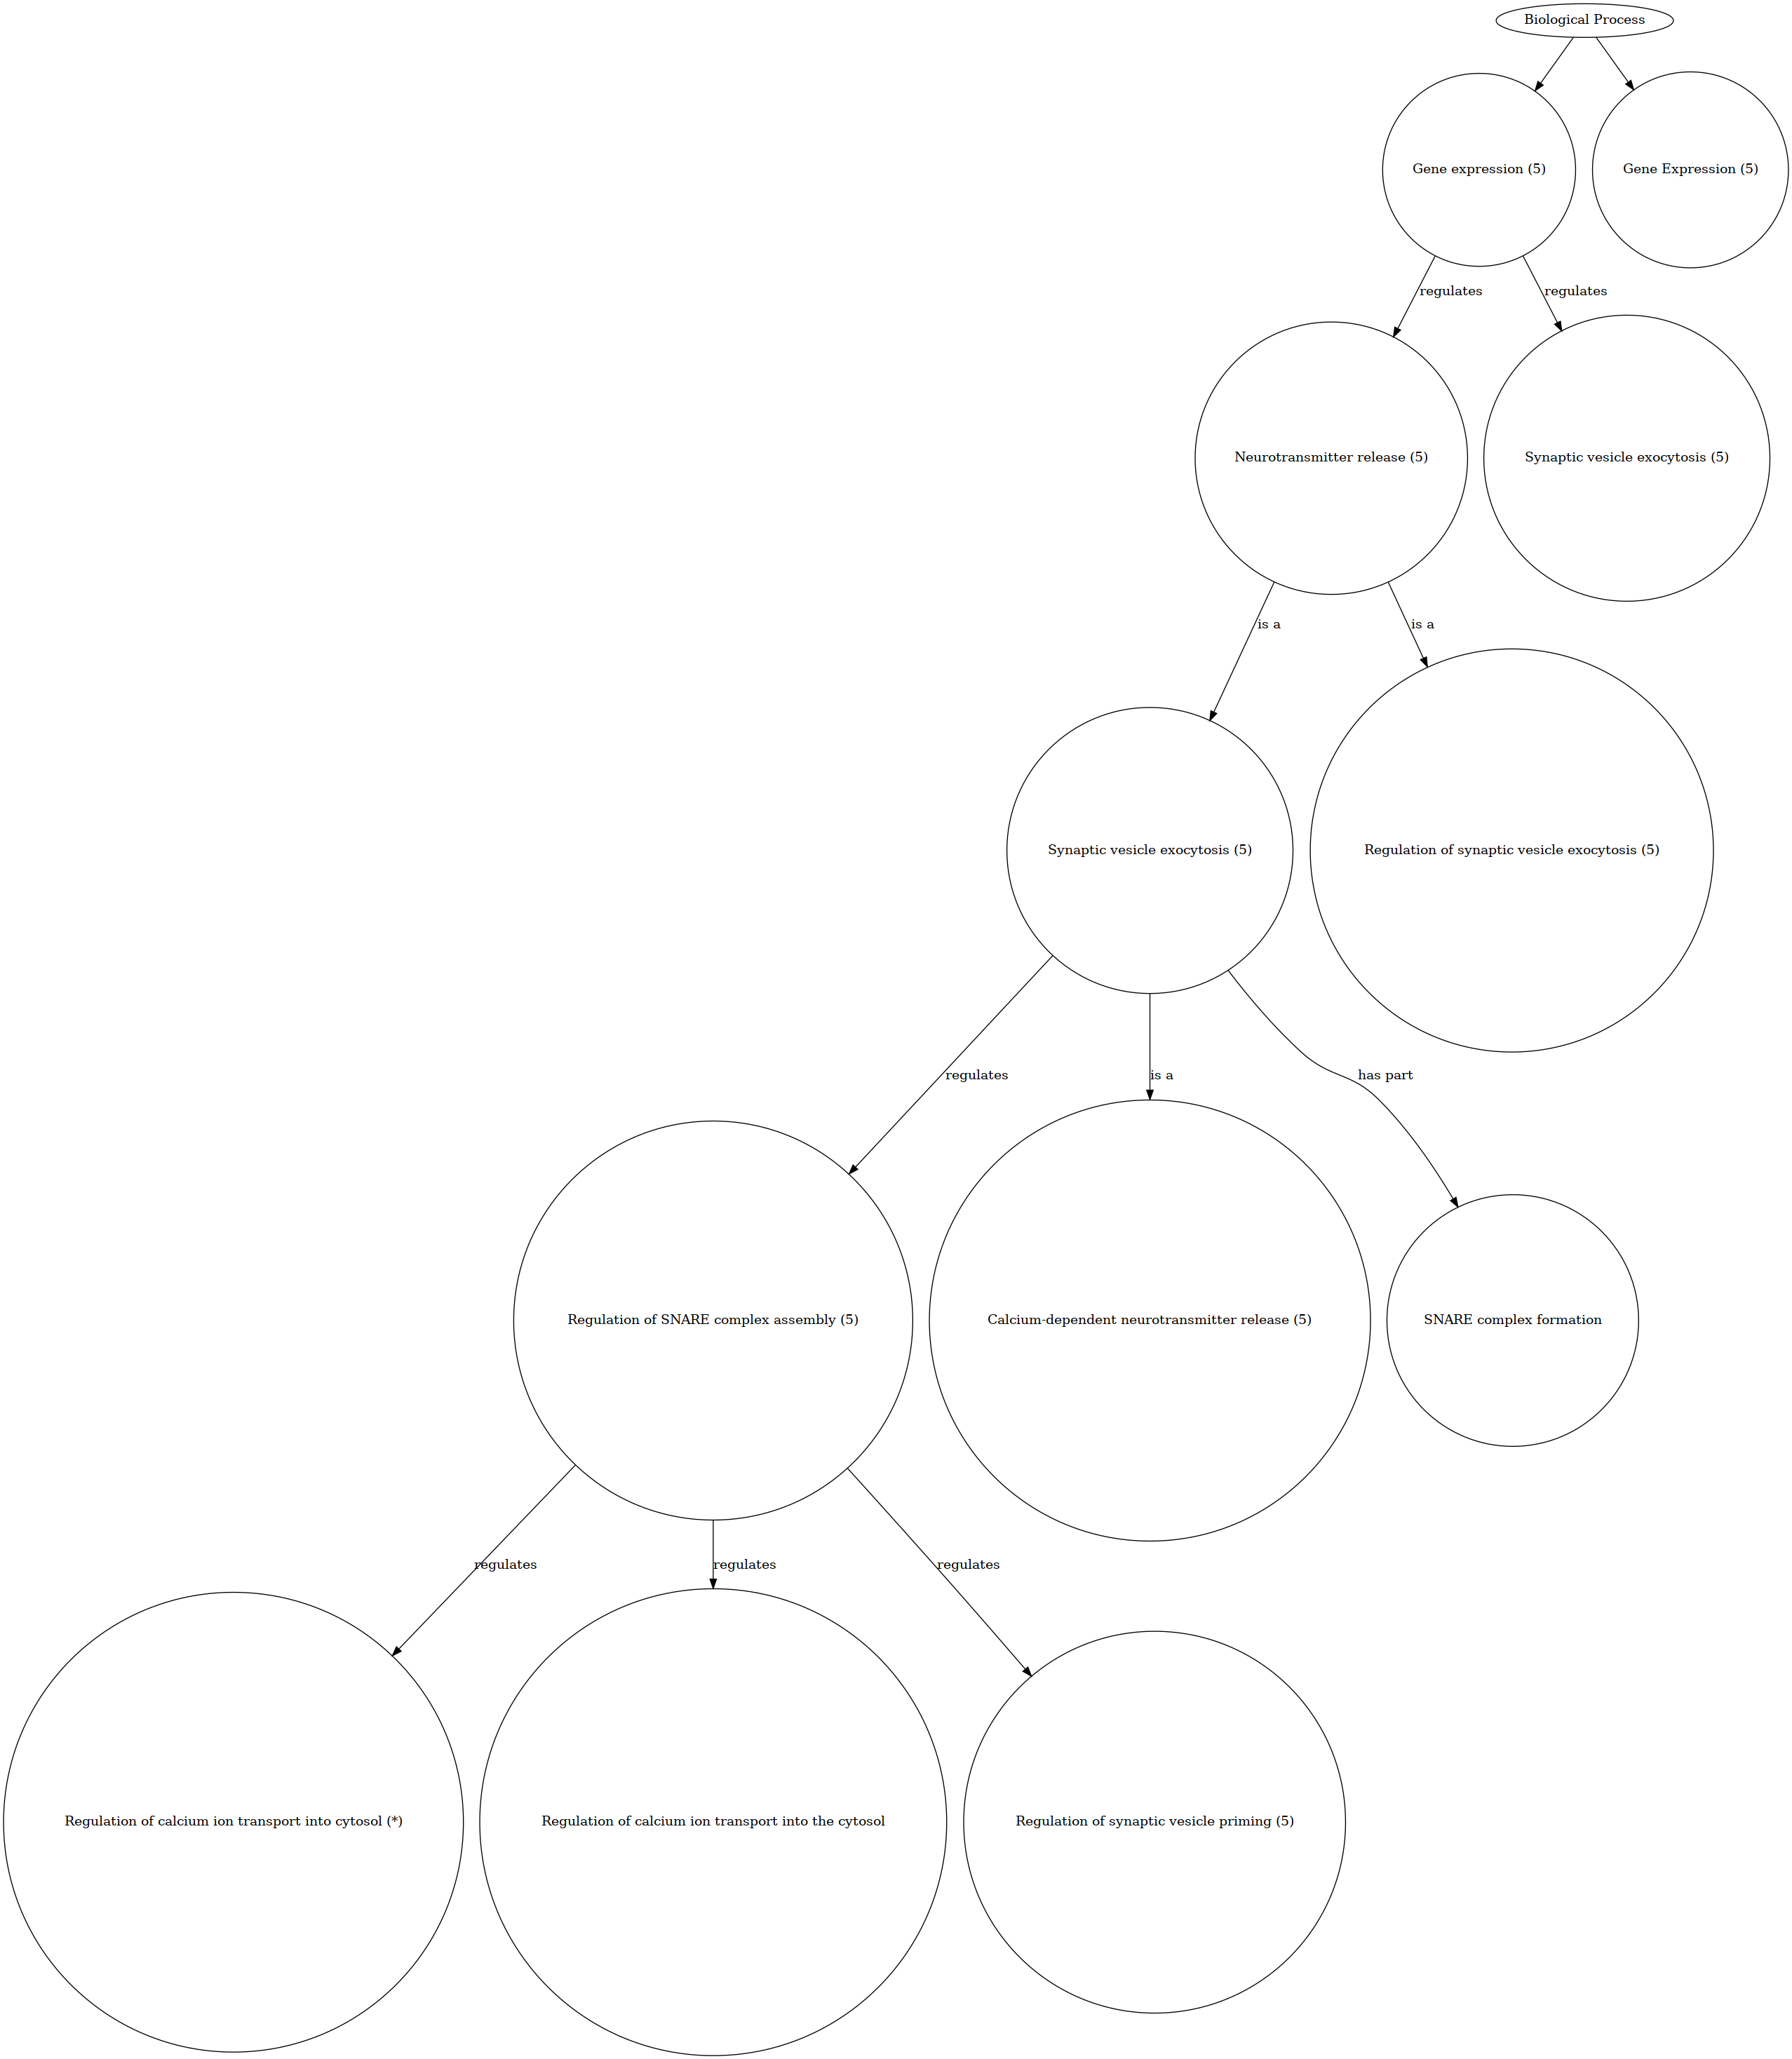 Biological Process
Gene expression (5)
Gene Expression (5)
regulates
regulates
Neurotransmitter release (5)
Synaptic vesicle exocytosis (5)
is a
is a
Synaptic vesicle exocytosis (5)
Regulation of synaptic vesicle exocytosis (5)
regulates
is a
has part
Regulation of SNARE complex assembly (5)
Calcium-dependent neurotransmitter release (5)
SNARE complex formation
regulates
regulates
regulates
Regulation of calcium ion transport into cytosol (*)
Regulation of calcium ion transport into the cytosol
Regulation of synaptic vesicle priming (5)